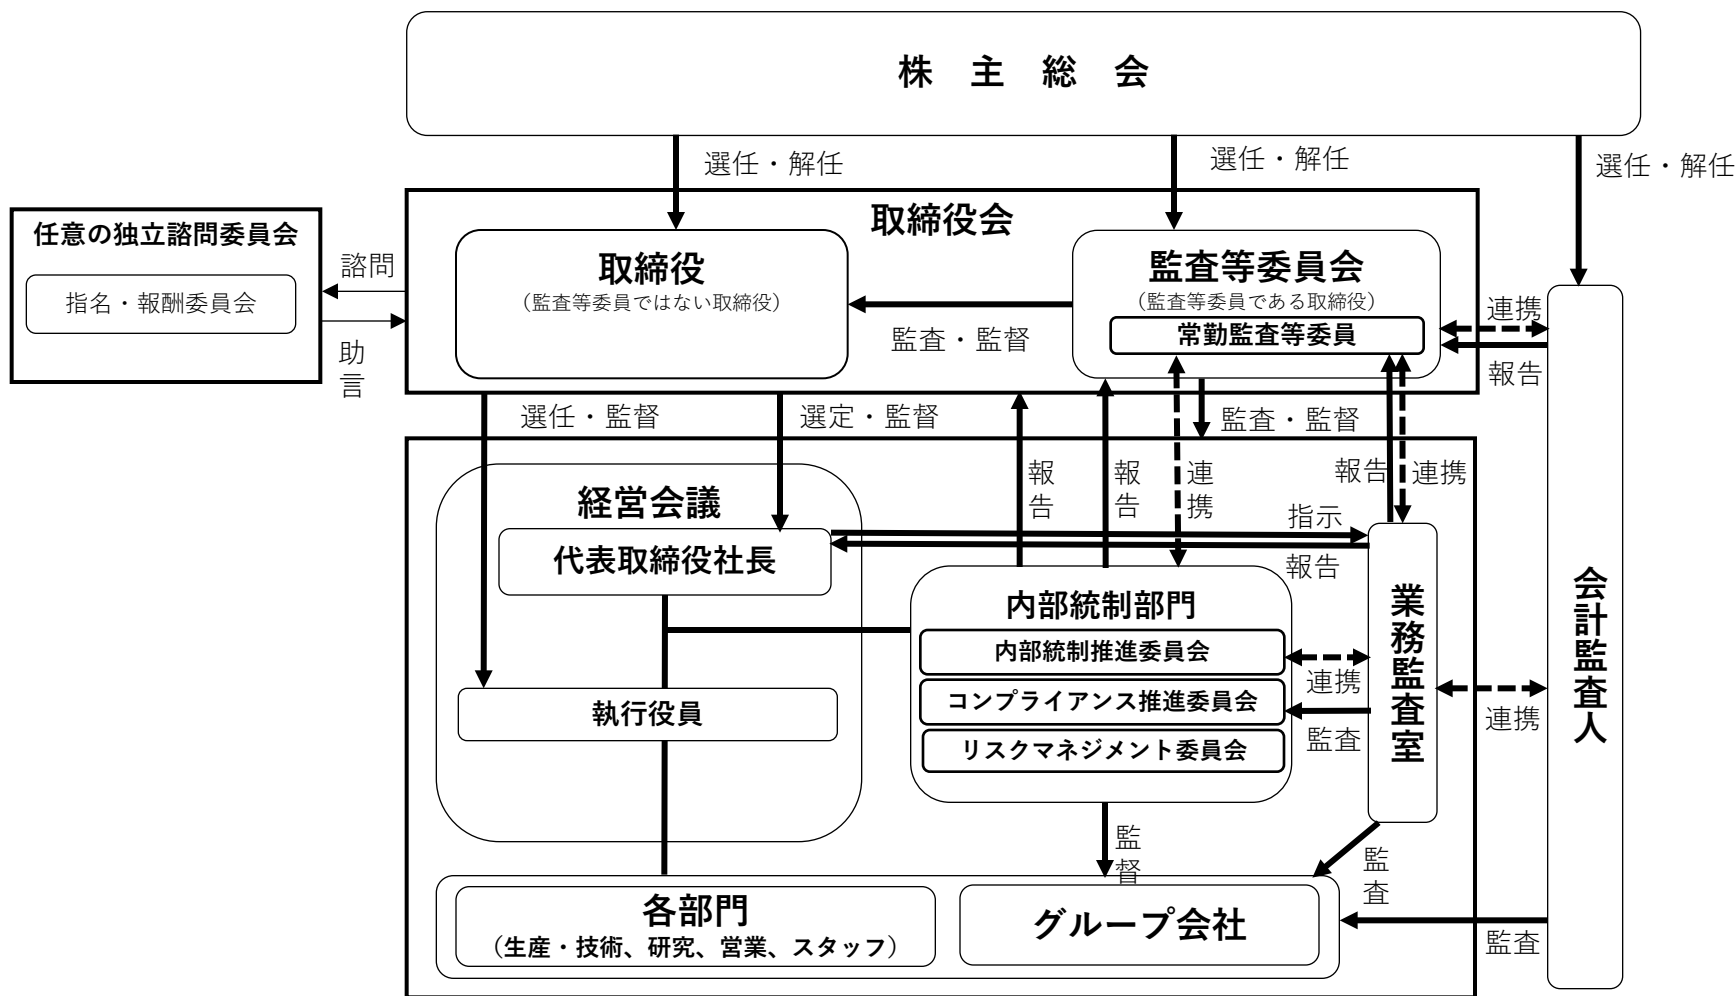 株 主 総 会
選任・解任
選任・解任
選任・解任
任意の独立諮問委員会
指名・報酬委員会
諮問
助
言
取締役会
取締役
（監査等委員ではない取締役）
監査・監督
監査等委員会
（監査等委員である取締役）
常勤監査等委員
連携
報告
選任・監督
選定・監督
監査・監督
報
告
報
告
連
携
報告
連携
経営会議
代表取締役社長
指示
報告
執行役員
内部統制部門
内部統制推進委員会
コンプライアンス推進委員会
リスクマネジメント委員会
連携
監査
業務監査室
連携
会計監査人
監
督
監
査
各部門
（生産・技術、研究、営業、スタッフ）
グループ会社
監査